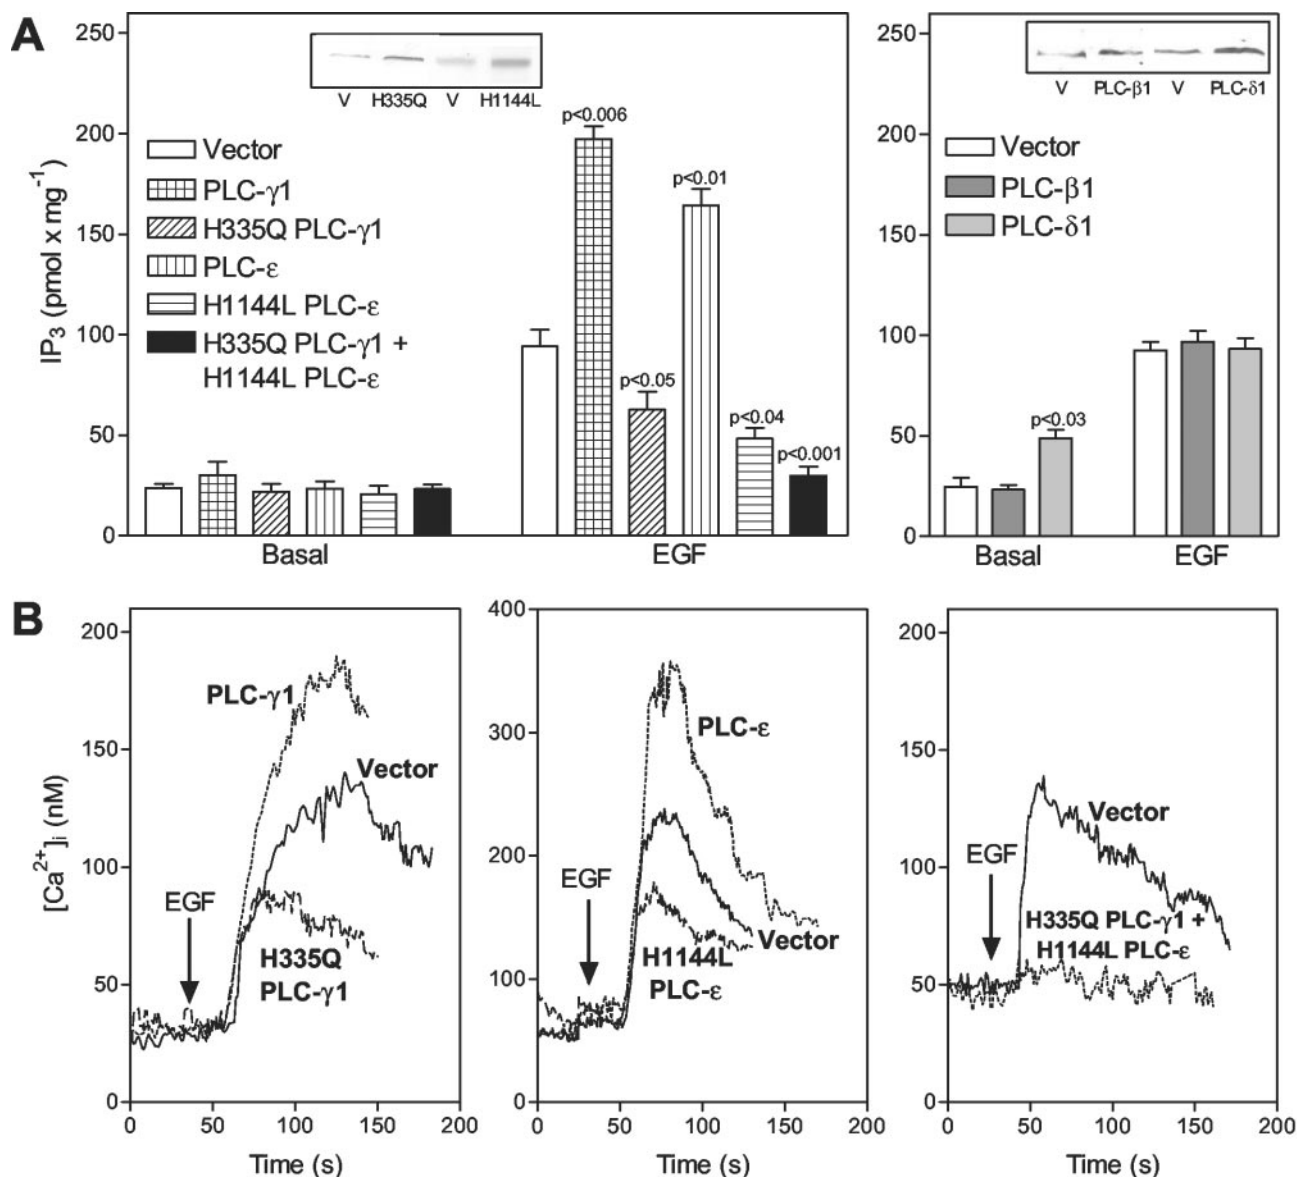 A
IP3 (pmol x mg-1)
250
200
150
100
50
0
V H335Q V H1144L
Vector
PLC-γ1
H335Q PLC-γ1
PLC-ε
H1144L PLC-ε
H335Q PLC-γ1 +
H1144L PLC-ε
p<0.006
p<0.01
p<0.05
p<0.04
p<0.001
Basal EGF
250
200
150
100
50
0
V PLC-β1 V PLC-δ1
Vector
PLC-β1
PLC-δ1
p<0.03
Basal EGF
B
[Ca2+]i (nM)
200
150
100
50
0
PLC-γ1
Vector
EGF
H335Q
PLC-γ1
0 50 100 150 200
Time (s)
400
300
200
100
0
PLC-ε
EGF
Vector
H1144L
PLC-ε
0 50 100 150 200
Time (s)
200
150
100
50
0
Vector
EGF
H335Q PLC-γ1 +
H1144L PLC-ε
0 50 100 150 200
Time (s)